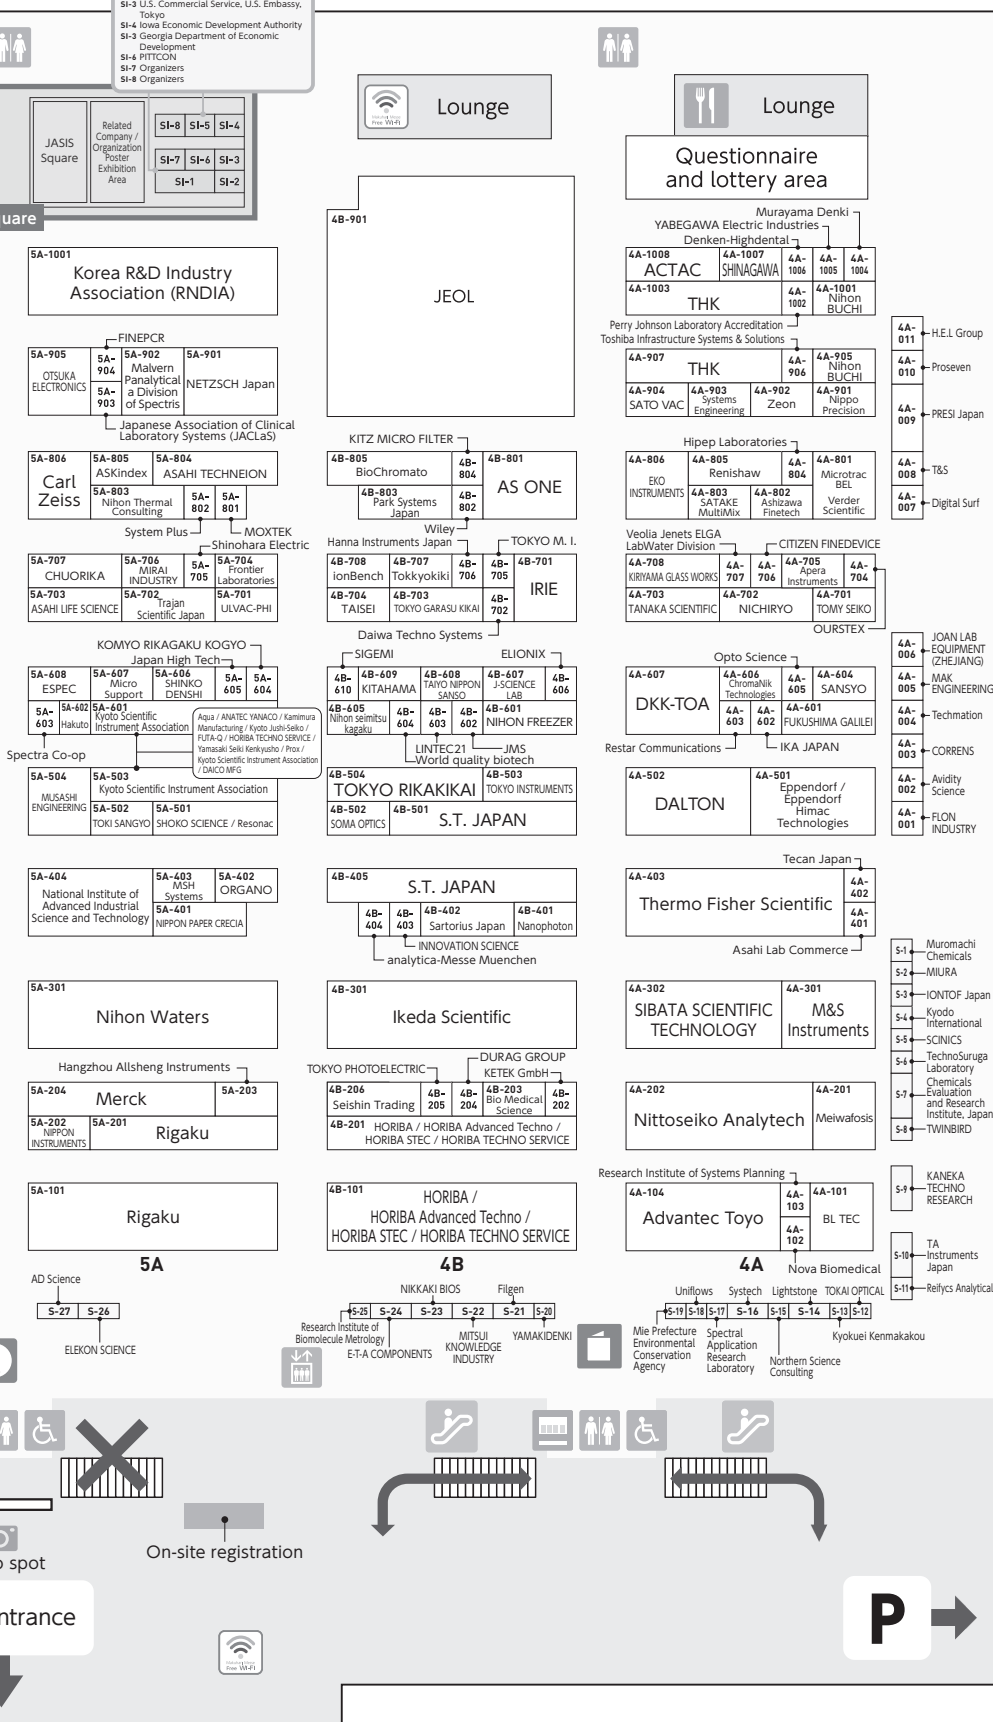 SI-3 U.S. Commercial Service, U.S. Embassy,
Tokyo
SI-4 Iowa Economic Development Authority
SI-3 Georgia Department of Economic
Development
SI-6 PITTCON
SI-7 Organizers
SI-8 Organizers
JASIS
Square
Related
Company /
Organization
Poster
Exhibition
Area
SI-8 SI-5 SI-4
SI-7 SI-6 SI-3
SI-1 SI-2
uare
Free Wi-Fi
Lounge
Lounge
Questionnaire
and lottery area
5A-1001
Korea R&D Industry
Association (RNDIA)
FINEPCR
5A-905
OTSUKA
ELECTRONICS
5A-
904
5A-
903
5A-902
Malvern
Panalytical
a Division
of Spectris
5A-901
NETZSCH Japan
Japanese Association of Clinical
Laboratory Systems (JACLaS)
5A-806
Carl
Zeiss
5A-805
ASKindex
5A-804
ASAHI TECHNEION
5A-803
Nihon Thermal
Consulting
5A-
802
5A-
801
System Plus
MOXTEK
Shinohara Electric
5A-707
CHUORIKA
5A-706
MIRAI
INDUSTRY
5A-
705
5A-704
Frontier
Laboratories
5A-703
ASAHI LIFE SCIENCE
5A-702
Trajan
Scientific Japan
5A-701
ULVAC-PHI
KOMYO RIKAGAKU KOGYO
Japan High Tech
5A-608
ESPEC
5A-607
Micro
Support
5A-606
SHINKO
DENSHI
5A-
605
5A-
604
5A-
603
5A-602
Hakuto
5A-601
Kyoto Scientific
Instrument Association
Spectra Co-op
Aqua / ANATEC YANACO / Kamimura
Manufacturing / Kyoto Jushi-Seiko /
FUTA-Q / HORIBA TECHNO SERVICE /
Yamasaki Seiki Kenkyusho / Prox /
Kyoto Scientific Instrument Association
/ DAICO MFG
5A-504
MUSASHI
ENGINEERING
5A-503
Kyoto Scientific Instrument Association
5A-502
TOKI SANGYO
5A-501
SHOKO SCIENCE / Resonac
5A-404
National Institute of
Advanced Industrial
Science and Technology
5A-403
MSH
Systems
5A-402
ORGANO
5A-401
NIPPON PAPER CRECIA
5A-301
Nihon Waters
Hangzhou Allsheng Instruments
5A-204
Merck
5A-203
5A-202
NIPPON
INSTRUMENTS
5A-201
Rigaku
5A-101
Rigaku
5A
AD Science
S-27 S-26
ELEKON SCIENCE
4B-901
JEOL
KITZ MICRO FILTER
4B-805
BioChromato
4B-
804
4B-801
AS ONE
4B-803
Park Systems
Japan
4B-
802
Wiley
Hanna Instruments Japan
TOKYO M. I.
4B-708
ionBench
4B-707
Tokkyokiki
4B-
706
4B-
705
4B-701
IRIE
4B-704
TAISEI
4B-703
TOKYO GARASU KIKAI
4B-
702
Daiwa Techno Systems
SIGEMI
ELIONIX
4B-
610
4B-609
KITAHAMA
4B-608
TAIYO NIPPON
SANSO
4B-607
J-SCIENCE
LAB
4B-
606
4B-605
Nihon seimitsu
kagaku
4B-
604
4B-
603
4B-
602
4B-601
NIHON FREEZER
LINTEC21
JMS
World quality biotech
4B-504
TOKYO RIKAKIKAI
4B-503
TOKYO INSTRUMENTS
4B-502
SOMA OPTICS
4B-501
S.T. JAPAN
4B-405
S.T. JAPAN
4B-
404
4B-
403
4B-402
Sartorius Japan
4B-401
Nanophoton
INNOVATION SCIENCE
analytica-Messe Muenchen
4B-301
Ikeda Scientific
DURAG GROUP
TOKYO PHOTOELECTRIC
KETEK GmbH
4B-206
Seishin Trading
4B-
205
4B-
204
4B-203
Bio Medical
Science
4B-
202
4B-201 HORIBA / HORIBA Advanced Techno /
HORIBA STEC / HORIBA TECHNO SERVICE
4B-101
HORIBA /
HORIBA Advanced Techno /
HORIBA STEC / HORIBA TECHNO SERVICE
4B
NIKKAKI BIOS
Filgen
S-25 S-24 S-23 S-22 S-21 S-20
Research Institute of
Biomolecule Metrology
E-T-A COMPONENTS
MITSUI
KNOWLEDGE
INDUSTRY
YAMAKIDENKI
Murayama Denki
YABEGAWA Electric Industries
Denken-Highdental
4A-1008
ACTAC
4A-1007
SHINAGAWA
4A-
1006
4A-
1005
4A-
1004
4A-1003
THK
4A-
1002
4A-1001
Nihon
BUCHI
Perry Johnson Laboratory Accreditation
Toshiba Infrastructure Systems & Solutions
4A-907
THK
4A-
906
4A-905
Nihon
BUCHI
4A-904
SATO VAC
4A-903
Systems
Engineering
4A-902
Zeon
4A-901
Nippo
Precision
Hipep Laboratories
4A-806
EKO
INSTRUMENTS
4A-805
Renishaw
4A-
804
4A-801
Microtrac
BEL
Verder
Scientific
4A-803
SATAKE
MultiMix
4A-802
Ashizawa
Finetech
Veolia Jenets ELGA
LabWater Division
CITIZEN FINEDEVICE
4A-708
KIRIYAMA GLASS WORKS
4A-
707
4A-
706
4A-705
Apera
Instruments
4A-
704
4A-703
TANAKA SCIENTIFIC
4A-702
NICHIRYO
4A-701
TOMY SEIKO
OURSTEX
Opto Science
4A-607
DKK-TOA
4A-606
ChromaNik
Technologies
4A-
605
4A-604
SANSYO
4A-
603
4A-
602
4A-601
FUKUSHIMA GALILEI
Restar Communications
IKA JAPAN
4A-502
DALTON
4A-501
Eppendorf /
Eppendorf
Himac
Technologies
Tecan Japan
4A-403
Thermo Fisher Scientific
4A-
402
4A-
401
Asahi Lab Commerce
4A-302
SIBATA SCIENTIFIC
TECHNOLOGY
4A-301
M&S
Instruments
4A-202
Nittoseiko Analytech
4A-201
Meiwafosis
Research Institute of Systems Planning
4A-104
Advantec Toyo
4A-
103
4A-
102
4A-101
BL TEC
4A
Nova Biomedical
Uniflows Systech Lightstone TOKAI OPTICAL
S-19 S-18 S-17 S-16 S-15 S-14 S-13 S-12
Mie Prefecture
Environmental
Conservation
Agency
Spectral
Application
Research
Laboratory
Northern Science
Consulting
Kyokuei Kenmakakou
4A-
011
H.E.L Group
4A-
010
Proseven
4A-
009
PRESI Japan
4A-
008
T&S
4A-
007
Digital Surf
4A-
006
JOAN LAB
EQUIPMENT
(ZHEJIANG)
4A-
005
MAK
ENGINEERING
4A-
004
Techmation
4A-
003
CORRENS
4A-
002
Avidity
Science
4A-
001
FLON
INDUSTRY
S-1 Muromachi
Chemicals
S-2 MIURA
S-3 IONTOF Japan
S-4 Kyodo
International
S-5 SCINICS
S-6 TechnoSuruga
Laboratory
S-7 Chemicals
Evaluation
and Research
Institute, Japan
S-8 TWINBIRD
S-9 KANEKA
TECHNO
RESEARCH
S-10 TA
Instruments
Japan
S-11 Reifycs Analytical
On-site registration
o spot
ntrance
Free Wi-Fi
P